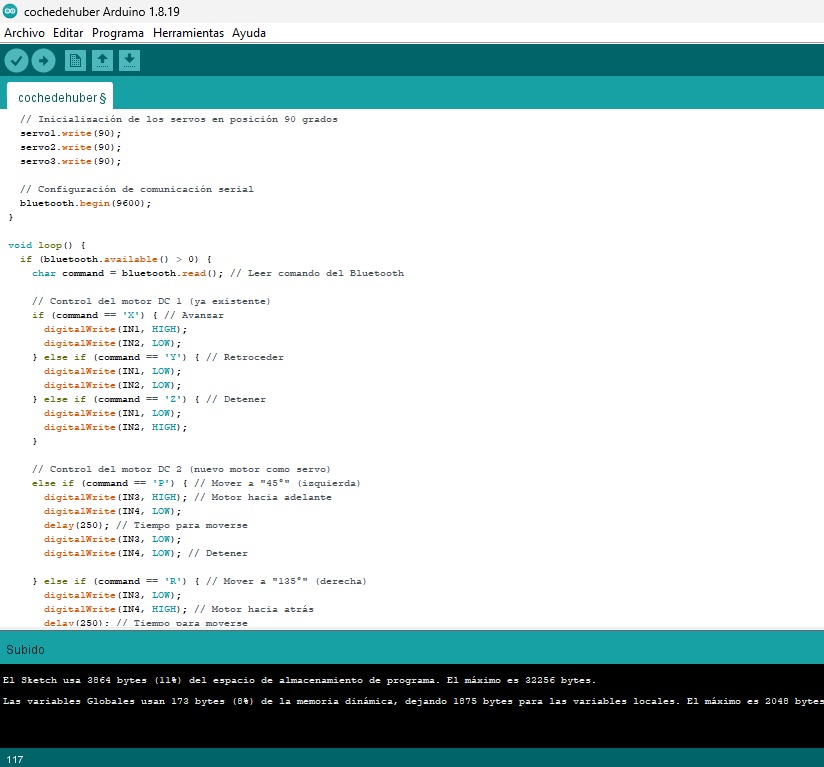 cochedehuber Arduino 1.8.19
Archivo Editar Programa Herramientas Ayuda
cochedehuber §
// Inicialización de los servos en posición 90 grados
servo1.write(90);
servo2.write(90);
servo3.write(90);
// Configuración de comunicación serial
bluetooth.begin(9600);
}
void loop() {
if (bluetooth.available() > 0) {
char command = bluetooth.read(); // Leer comando del Bluetooth
// Control del motor DC 1 (ya existente)
if (command == 'X') { // Avanzar
digitalWrite(IN1, HIGH);
digitalWrite(IN2, LOW);
} else if (command == 'Y') { // Retroceder
digitalWrite(IN1, LOW);
digitalWrite(IN2, LOW);
} else if (command == 'Z') { // Detener
digitalWrite(IN1, LOW);
digitalWrite(IN2, HIGH);
}
// Control del motor DC 2 (nuevo motor como servo)
else if (command == 'P') { // Mover a "45°" (izquierda)
digitalWrite(IN3, HIGH); // Motor hacia adelante
digitalWrite(IN4, LOW);
delay(250); // Tiempo para moverse
digitalWrite(IN3, LOW);
digitalWrite(IN4, LOW); // Detener
} else if (command == 'R') { // Mover a "135°" (derecha)
digitalWrite(IN3, LOW);
digitalWrite(IN4, HIGH); // Motor hacia atrás
delay(250); // Tiempo para moverse
Subido
El Sketch usa 3864 bytes (11%) del espacio de almacenamiento de programa. El máximo es 32256 bytes.
Las variables Globales usan 173 bytes (8%) de la memoria dinámica, dejando 1875 bytes para las variables locales. El máximo es 2048 bytes
117